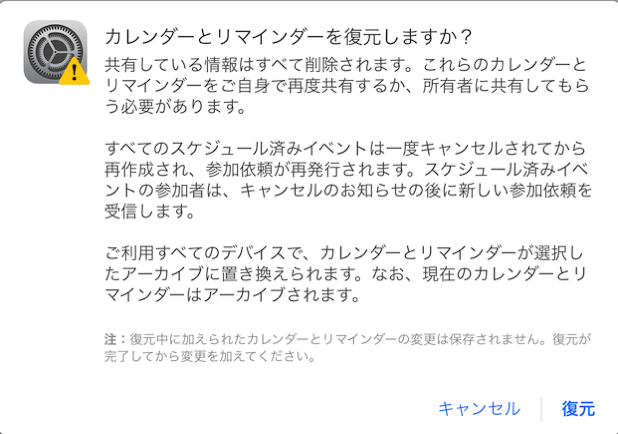 カレンダーとリマインダーを復元しますか？
共有している情報はすべて削除されます。これらのカレンダーと
リマインダーをご自身で再度共有するか、所有者に共有してもら
う必要があります。
すべてのスケジュール済みイベントは一度キャンセルされてから
再作成され、参加依頼が再発行されます。スケジュール済みイベ
ントの参加者は、キャンセルのお知らせの後に新しい参加依頼を
受信します。
ご利用すべてのデバイスで、カレンダーとリマインダーが選択し
たアーカイブに置き換えられます。なお、現在のカレンダーとリ
マインダーはアーカイブされます。
注：復元中に加えられたカレンダーとリマインダーの変更は保存されません。復元が
完了してから変更を加えてください。
キャンセル 復元